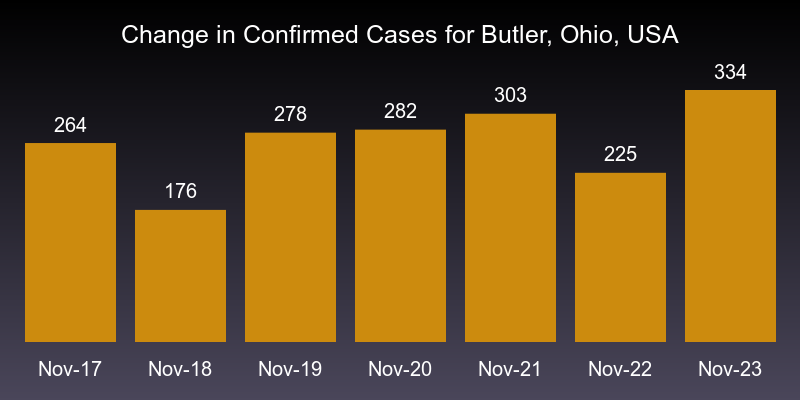 Change in Confirmed Cases for Butler, Ohio, USA
264
176
278
282
303
225
334
Nov-17
Nov-18
Nov-19
Nov-20
Nov-21
Nov-22
Nov-23